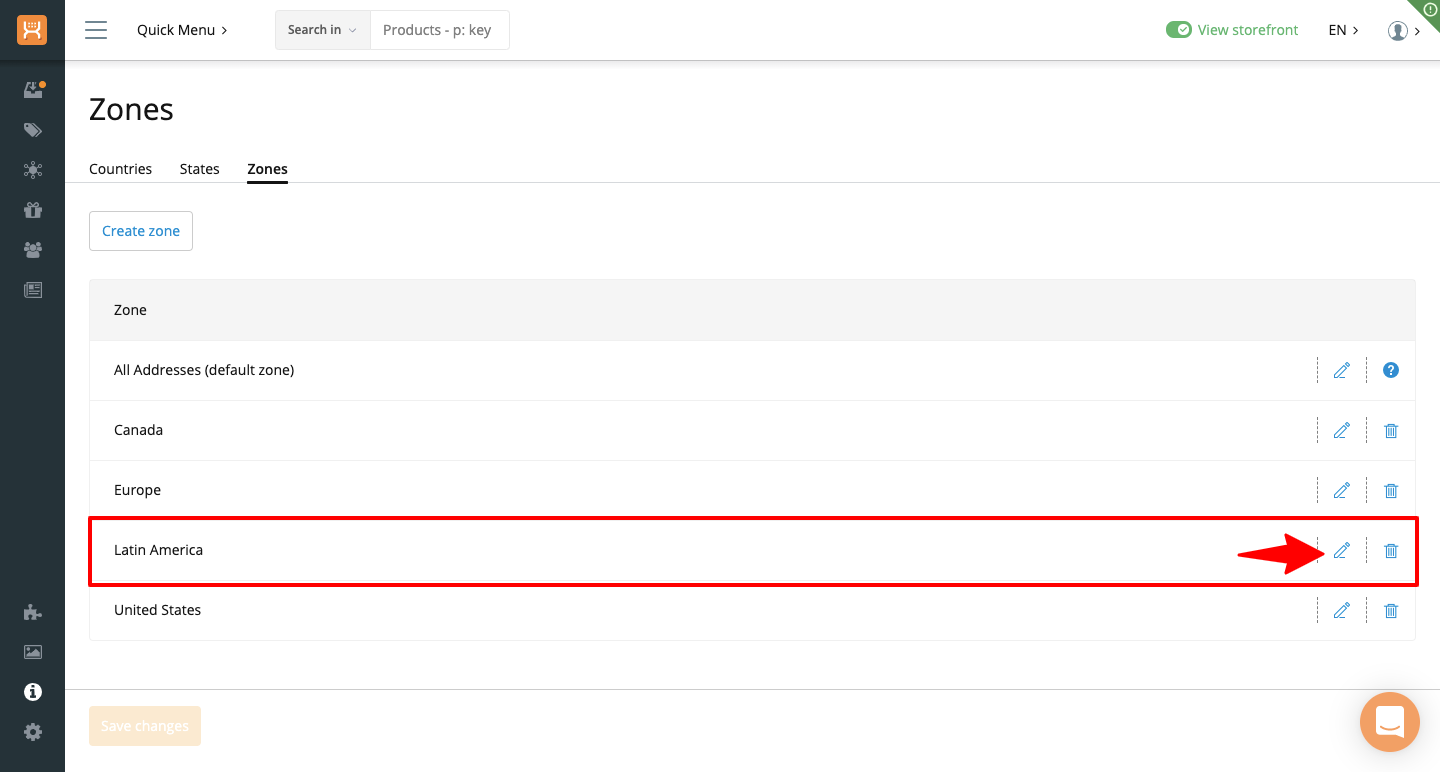 Quick Menu
Search in
Products - p: key
View storefront
EN
Zones
Countries
States
Zones
Create zone
Zone
All Addresses (default zone)
Canada
Europe
Latin America
United States
Save changes